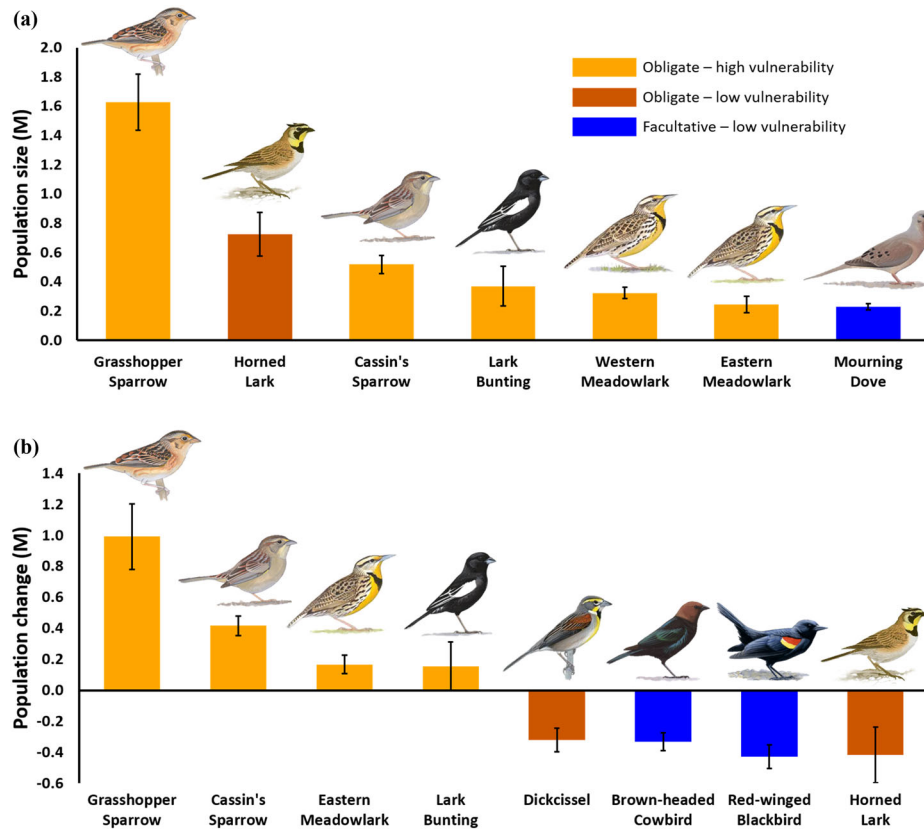 (a)
Population size (M)
2.0
1.8
1.6
1.4
1.2
1.0
0.8
0.6
0.4
0.2
0.0
Obligate – high vulnerability
Obligate – low vulnerability
Facultative – low vulnerability
Grasshopper
Sparrow
Horned
Lark
Cassin's
Sparrow
Lark
Bunting
Western
Meadowlark
Eastern
Meadowlark
Mourning
Dove
(b)
Population change (M)
1.4
1.2
1.0
0.8
0.6
0.4
0.2
0.0
-0.2
-0.4
-0.6
Grasshopper
Sparrow
Cassin's
Sparrow
Eastern
Meadowlark
Lark
Bunting
Dickcissel
Brown-headed
Cowbird
Red-winged
Blackbird
Horned
Lark